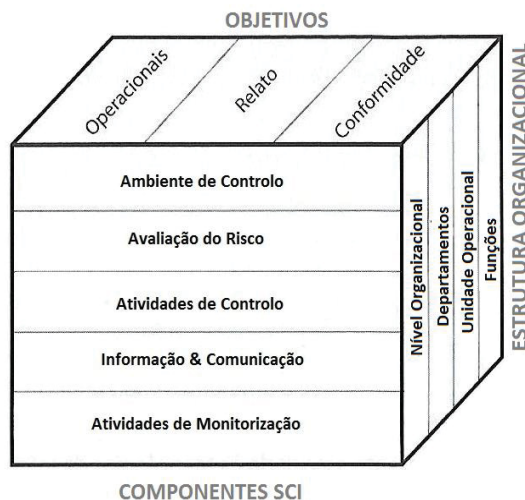 OBJETIVOS
Operacionais
Relato
Conformidade
Ambiente de Controlo
Avaliação do Risco
Atividades de Controlo
Informação & Comunicação
Atividades de Monitorização
Nível Organizacional
Departamentos
Unidade Operacional
Funções
ESTRUTURA ORGANIZACIONAL
COMPONENTES SCI